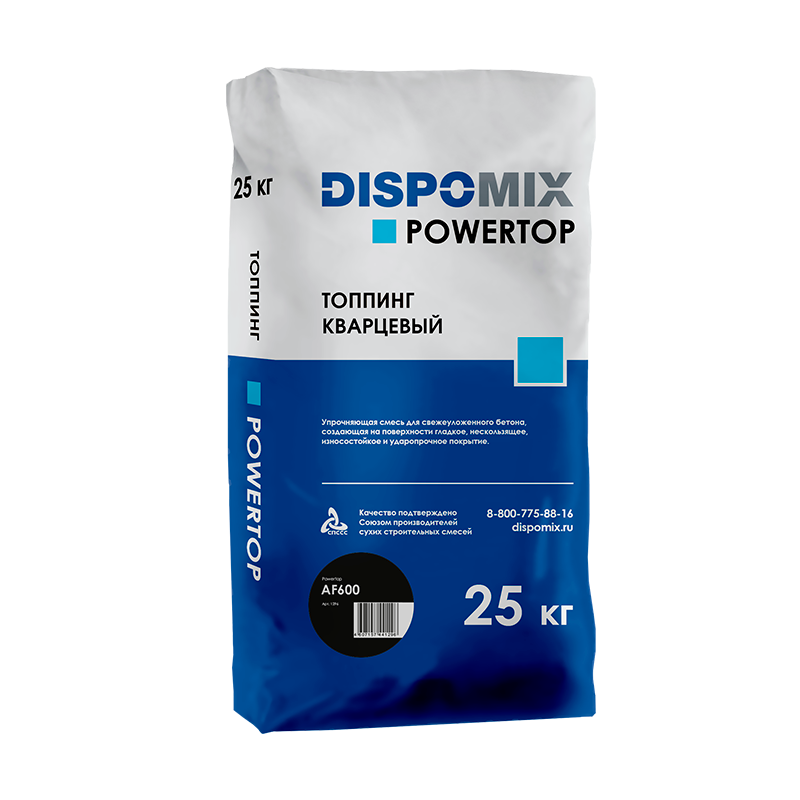 25 кг
ТОППИНГ
POWERTOP
DISPOMIX
POWERTOP
ТОППИНГ
КВАРЦЕВЫЙ
Упрочняющая смесь для свежеуложенного бетона,
создающая на поверхности гладкое, нескользящее,
износостойкое и ударопрочное покрытие.
СПССС
Качество подтверждено
Союзом производителей
сухих строительных смесей
8-800-775-88-16
dispomix.ru
Powertop
AF600
Арт.
25 кг